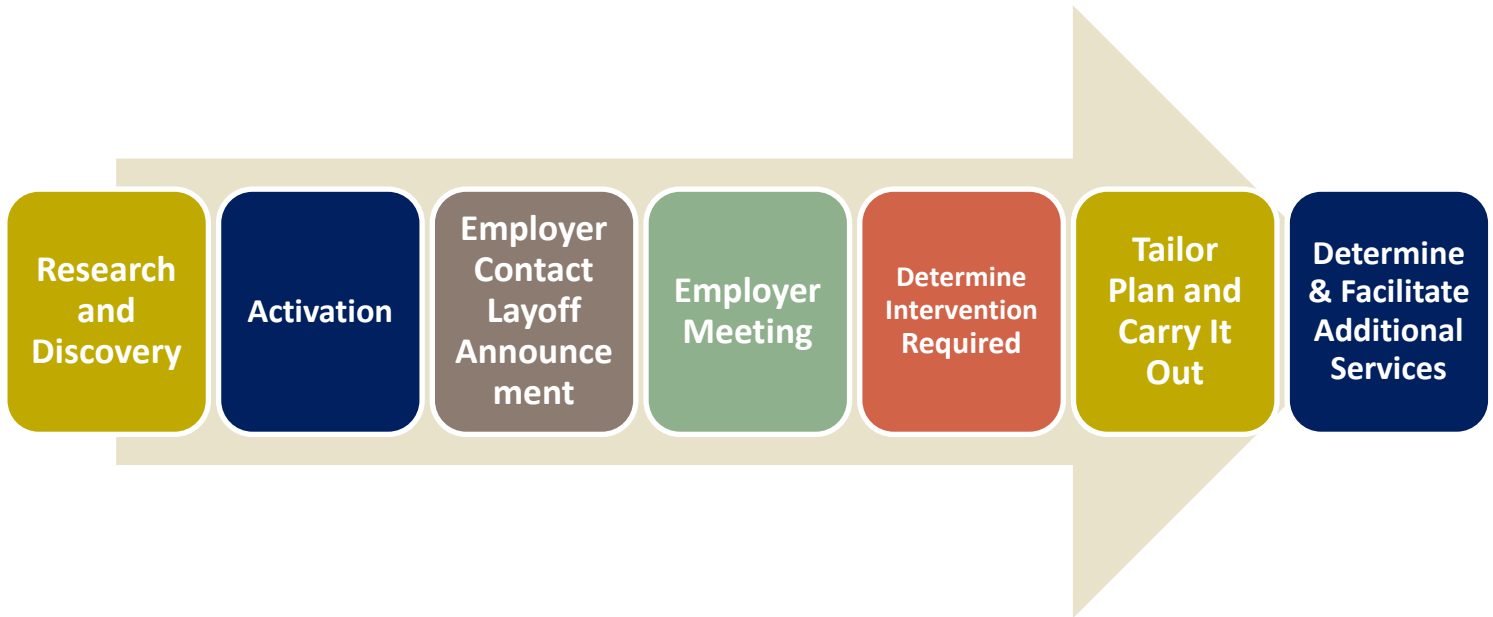 Research
and
Discovery
Activation
Employer
Contact
Layoff
Announce
ment
Employer
Meeting
Determine
Intervention
Required
Tailor
Plan and
Carry It
Out
Determine
& Facilitate
Additional
Services